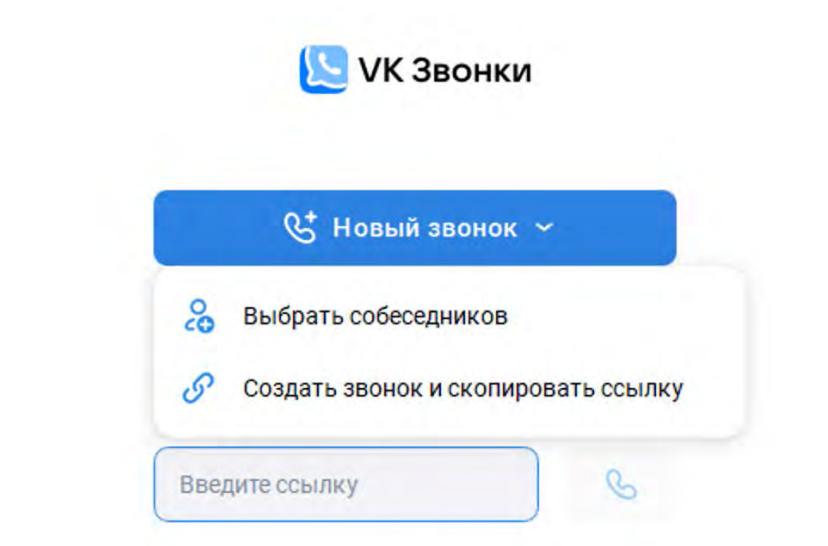 VK Звонки
Новый звонок
Выбрать собеседников
Создать звонок и скопировать ссылку
Введите ссылку